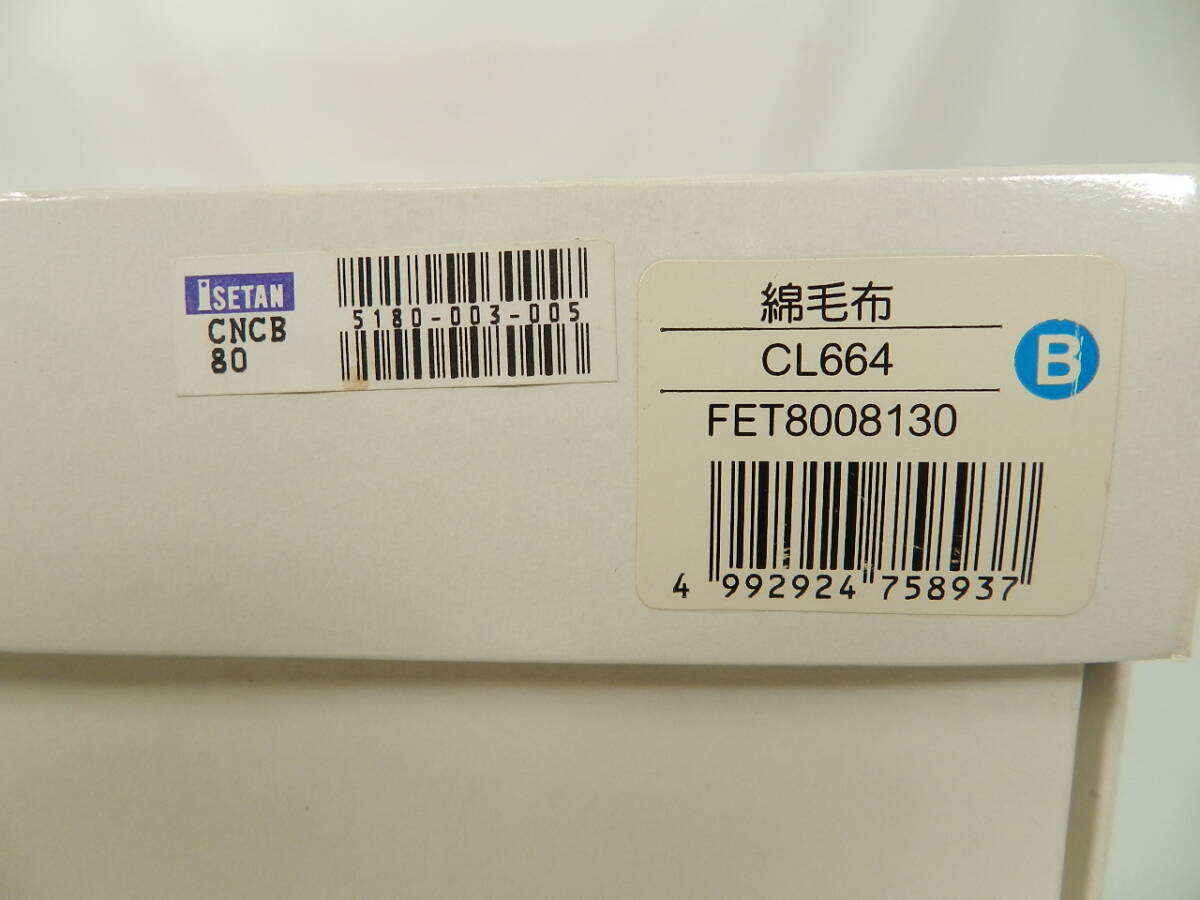 iSETAN
CNCB
80
5180-003-005
綿毛布
CL664
B
FET8008130
4 992924 758937